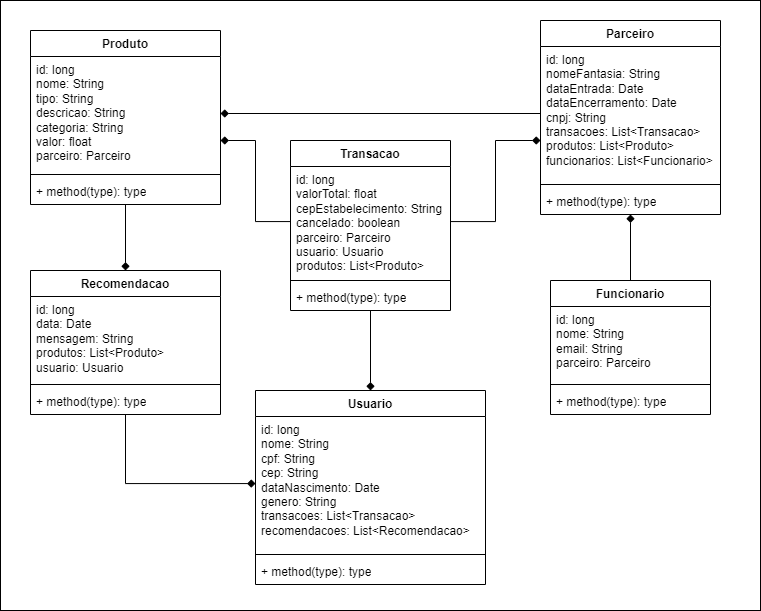 Produto
id: long
nome: String
tipo: String
descricao: String
categoria: String
valor: float
parceiro: Parceiro
+ method(type): type
Parceiro
id: long
nomeFantasia: String
dataEntrada: Date
dataEncerramento: Date
cnpj: String
transacoes: List<Transacao>
produtos: List<Produto>
funcionarios: List<Funcionario>
+ method(type): type
Transacao
id: long
valorTotal: float
cepEstabelecimento: String
cancelado: boolean
parceiro: Parceiro
usuario: Usuario
produtos: List<Produto>
+ method(type): type
Recomendacao
id: long
data: Date
mensagem: String
produtos: List<Produto>
usuario: Usuario
+ method(type): type
Funcionario
id: long
nome: String
email: String
parceiro: Parceiro
+ method(type): type
Usuario
id: long
nome: String
cpf: String
cep: String
dataNascimento: Date
genero: String
transacoes: List<Transacao>
recomendacoes: List<Recomendacao>
+ method(type): type